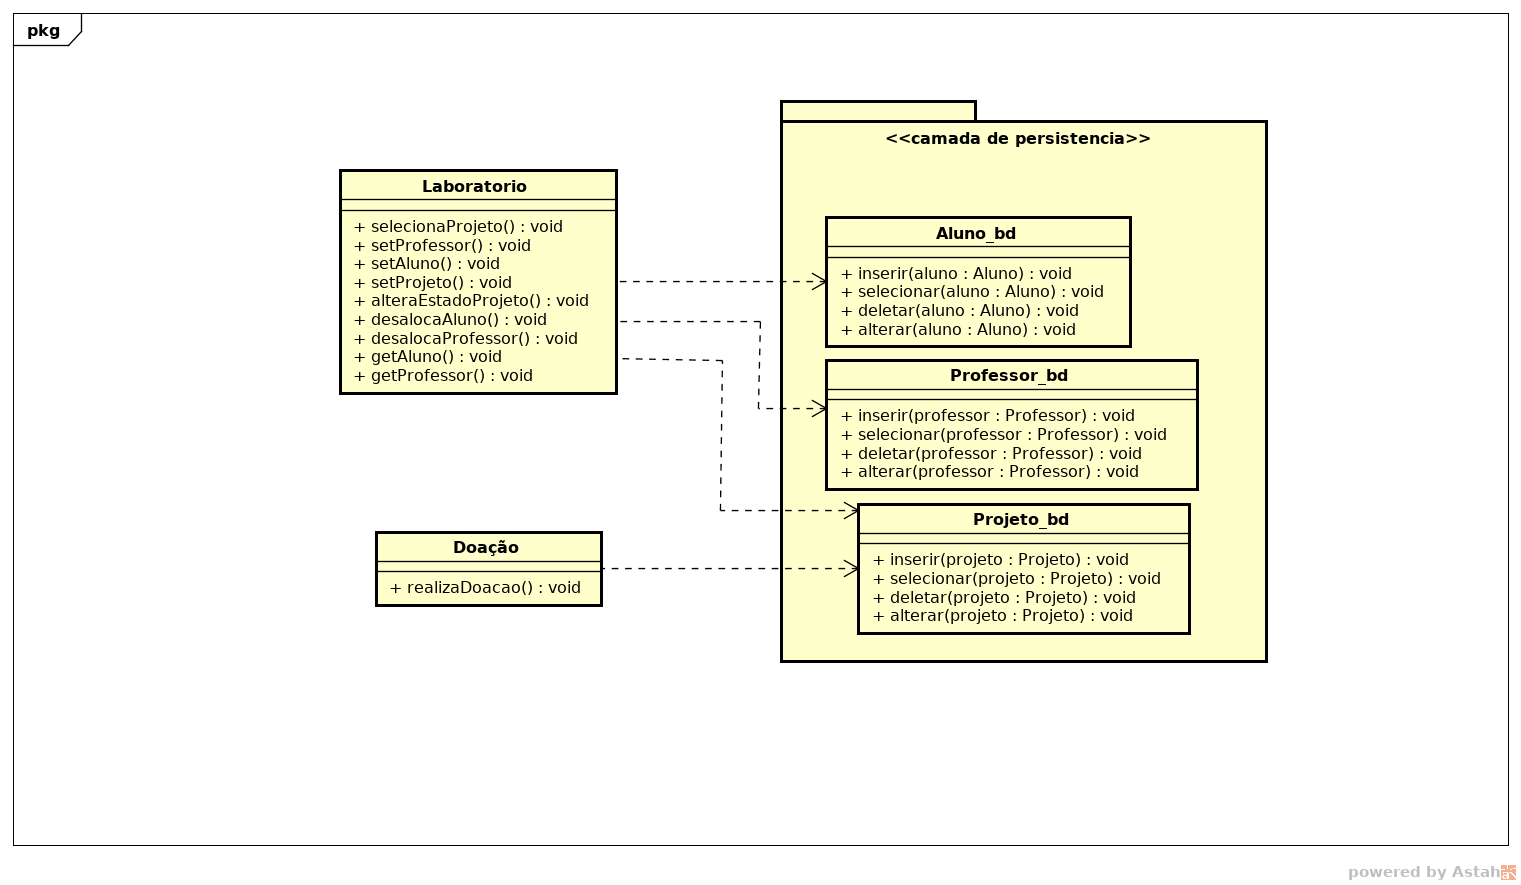 pkg
<<camada de persistencia>>
Laboratorio
+ selecionaProjeto() : void
+ setProfessor() : void
+ setAluno() : void
+ setProjeto() : void
+ alteraEstadoProjeto() : void
+ desalocaAluno() : void
+ desalocaProfessor() : void
+ getAluno() : void
+ getProfessor() : void
Aluno_bd
+ inserir(aluno : Aluno) : void
+ selecionar(aluno : Aluno) : void
+ deletar(aluno : Aluno) : void
+ alterar(aluno : Aluno) : void
Professor_bd
+ inserir(professor : Professor) : void
+ selecionar(professor : Professor) : void
+ deletar(professor : Professor) : void
+ alterar(professor : Professor) : void
Projeto_bd
+ inserir(projeto : Projeto) : void
+ selecionar(projeto : Projeto) : void
+ deletar(projeto : Projeto) : void
+ alterar(projeto : Projeto) : void
Doação
+ realizaDoacao() : void
powered by Astah